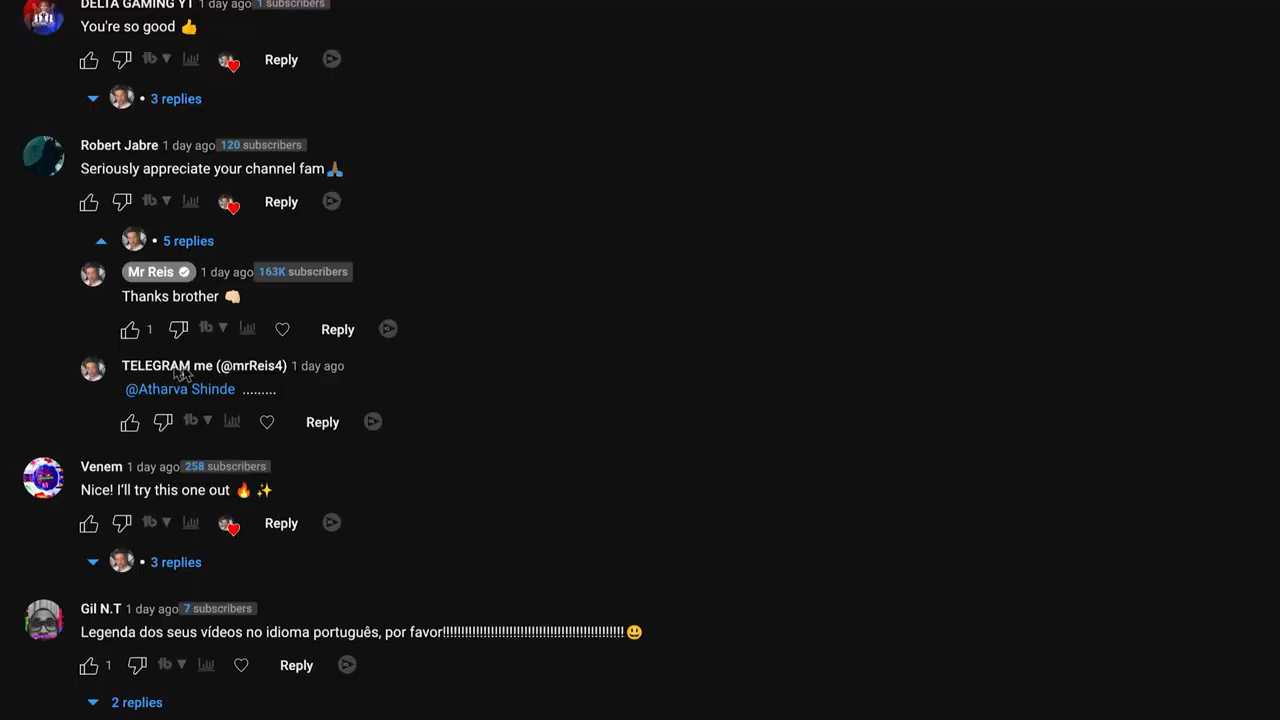 DELTA GAMING YT 1 day ago 1 subscribers
You're so good 👍
Reply
3 replies
Robert Jabre 1 day ago 120 subscribers
Seriously appreciate your channel fam🙏🏾
Reply
5 replies
Mr Reis 1 day ago 163K subscribers
Thanks brother 👊🏻
1 Reply
TELEGRAM me (@mrReis4) 1 day ago
@Atharva Shinde .........
Reply
Venem 1 day ago 258 subscribers
Nice! I'll try this one out 🔥 ✨
Reply
3 replies
Gil N.T 1 day ago 7 subscribers
Legenda dos seus vídeos no idioma português, por favor!!!!!!!!!!!!!!!!!!!!!!!!!!!!!!!!!!!!!!!!!!!!!!!!😃
1 Reply
2 replies